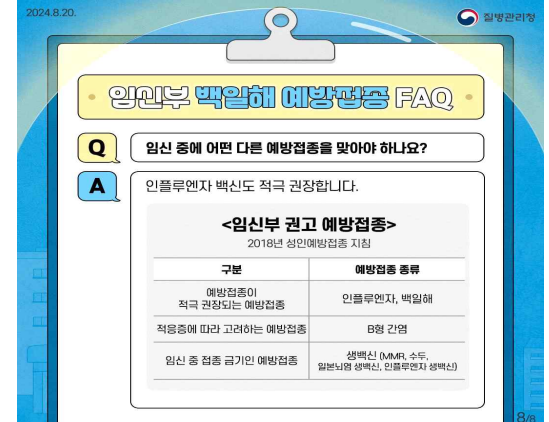 2024.8.20.
질병관리청
임신부 백일해 예방접종 FAQ
Q
임신 중에 어떤 다른 예방접종을 맞아야 하나요?
A
인플루엔자 백신도 적극 권장합니다.
<임신부 권고 예방접종>
2018년 성인예방접종 지침
구분 예방접종 종류
예방접종이
적극 권장되는 예방접종
인플루엔자, 백일해
적응증에 따라 고려하는 예방접종 B형 간염
임신 중 접종 금기인 예방접종
생백신 (MMR, 수두,
일본뇌염 생백신, 인플루엔자 생백신)
8/8